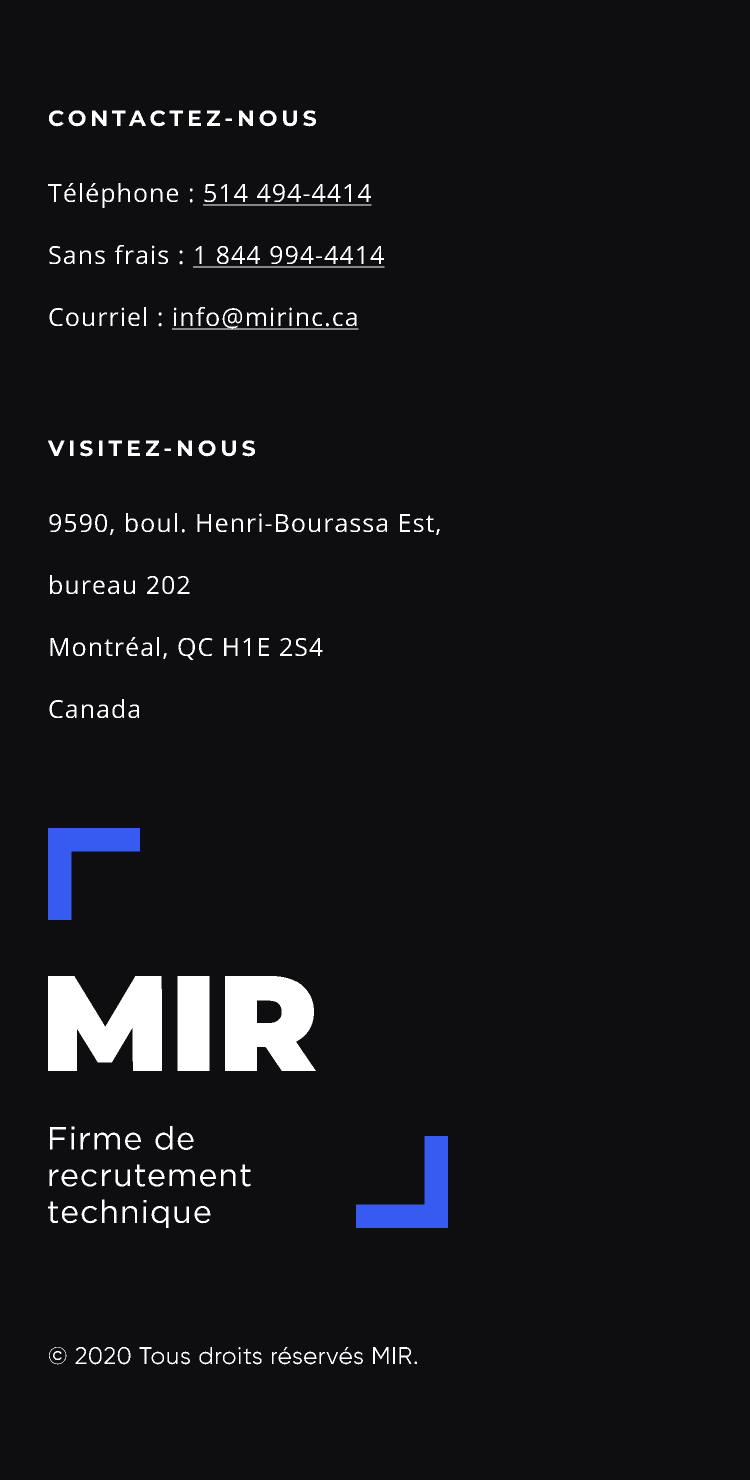 CONTACTEZ-NOUS
Téléphone : 514 494-4414
Sans frais : 1 844 994-4414
Courriel : info@mirinc.ca
VISITEZ-NOUS
9590, boul. Henri-Bourassa Est,
bureau 202
Montréal, QC H1E 2S4
Canada
MIR
Firme de
recrutement
technique
© 2020 Tous droits réservés MIR.